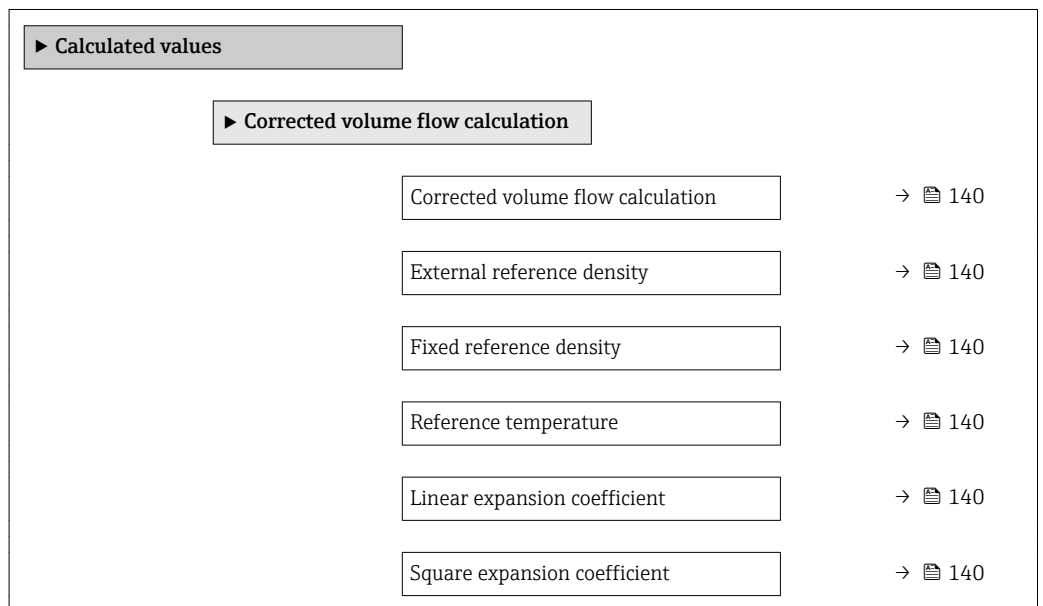 ▶ Calculated values
▶ Corrected volume flow calculation
Corrected volume flow calculation → 140
External reference density → 140
Fixed reference density → 140
Reference temperature → 140
Linear expansion coefficient → 140
Square expansion coefficient → 140